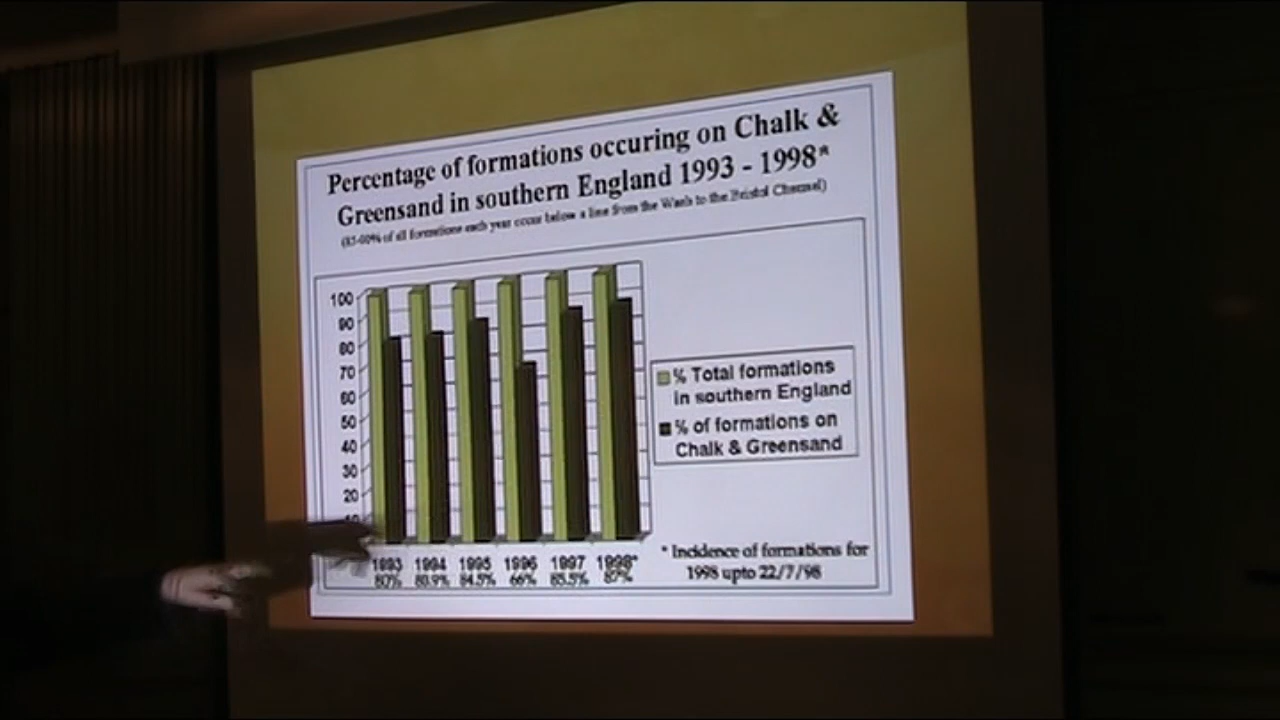 Percentage of formations occuring on Chalk &
Greensand in southern England 1993 - 1998*
of all formations each year occur below a line from the Wash to the Bristol Channel)
100
90
80
70
60
50
40
30
20
10
1993 1994 1995 1996 1997 1998*
80% 80.9% 84.5% 66% 85.5% 87%
% Total formations
in southern England
% of formations on
Chalk & Greensand
* Incidence of formations for
1998 upto 22/7/98